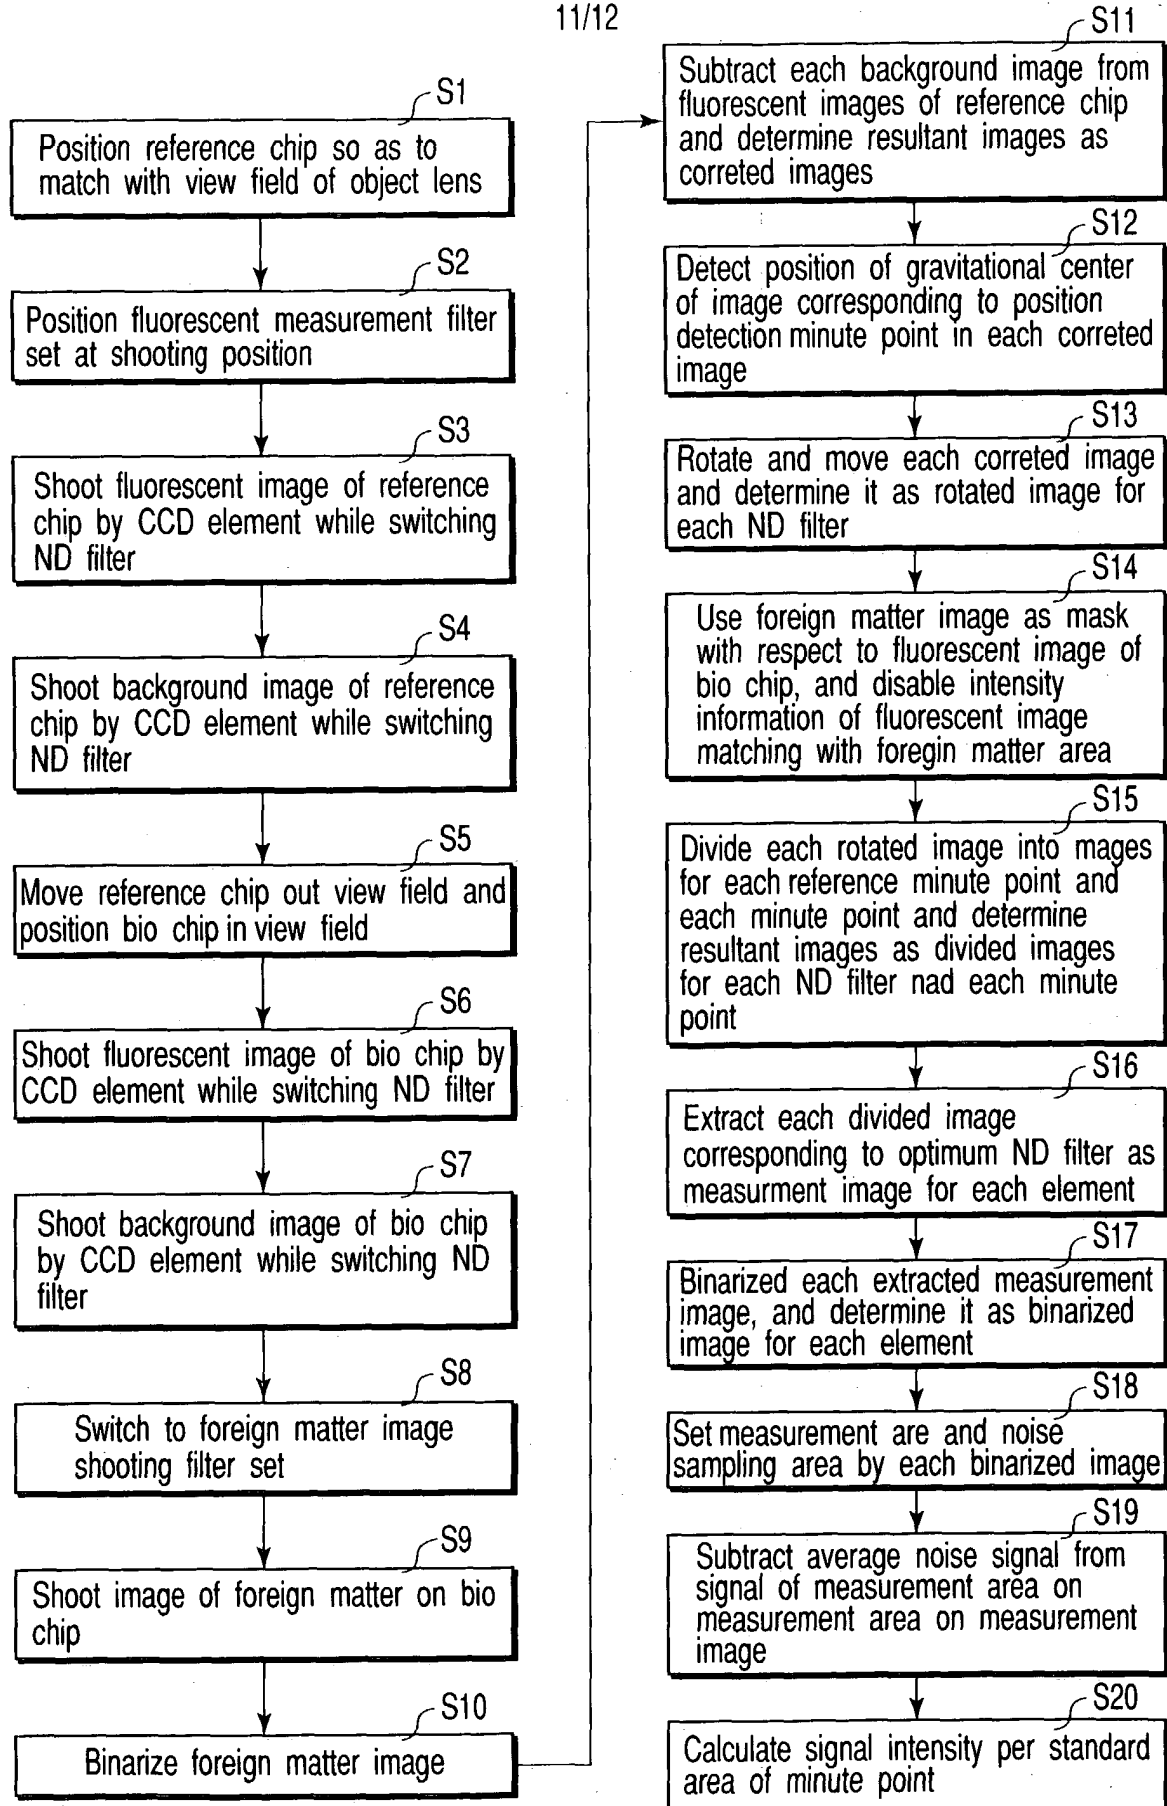 11/12
S1
Position reference chip so as to
match with view field of object lens
S2
Position fluorescent measurement filter
set at shooting position
S3
Shoot fluorescent image of reference
chip by CCD element while switching
ND filter
S4
Shoot background image of reference
chip by CCD element while switching
ND filter
S5
Move reference chip out view field and
position bio chip in view field
S6
Shoot fluorescent image of bio chip by
CCD element while switching ND filter
S7
Shoot background image of bio chip
by CCD element while switching ND
filter
S8
Switch to foreign matter image
shooting filter set
S9
Shoot image of foreign matter on bio
chip
S10
Binarize foreign matter image
S11
Subtract each background image from
fluorescent images of reference chip
and determine resultant images as
correted images
S12
Detect position of gravitational center
of image corresponding to position
detection minute point in each correted
image
S13
Rotate and move each correted image
and determine it as rotated image for
each ND filter
S14
Use foreign matter image as mask
with respect to fluorescent image of
bio chip, and disable intensity
information of fluorescent image
matching with foregin matter area
S15
Divide each rotated image into mages
for each reference minute point and
each minute point and determine
resultant images as divided images
for each ND filter nad each minute
point
S16
Extract each divided image
corresponding to optimum ND filter as
measurment image for each element
S17
Binarized each extracted measurement
image, and determine it as binarized
image for each element
S18
Set measurement are and noise
sampling area by each binarized image
S19
Subtract average noise signal from
signal of measurement area on
measurement area on measurement
image
S20
Calculate signal intensity per standard
area of minute point